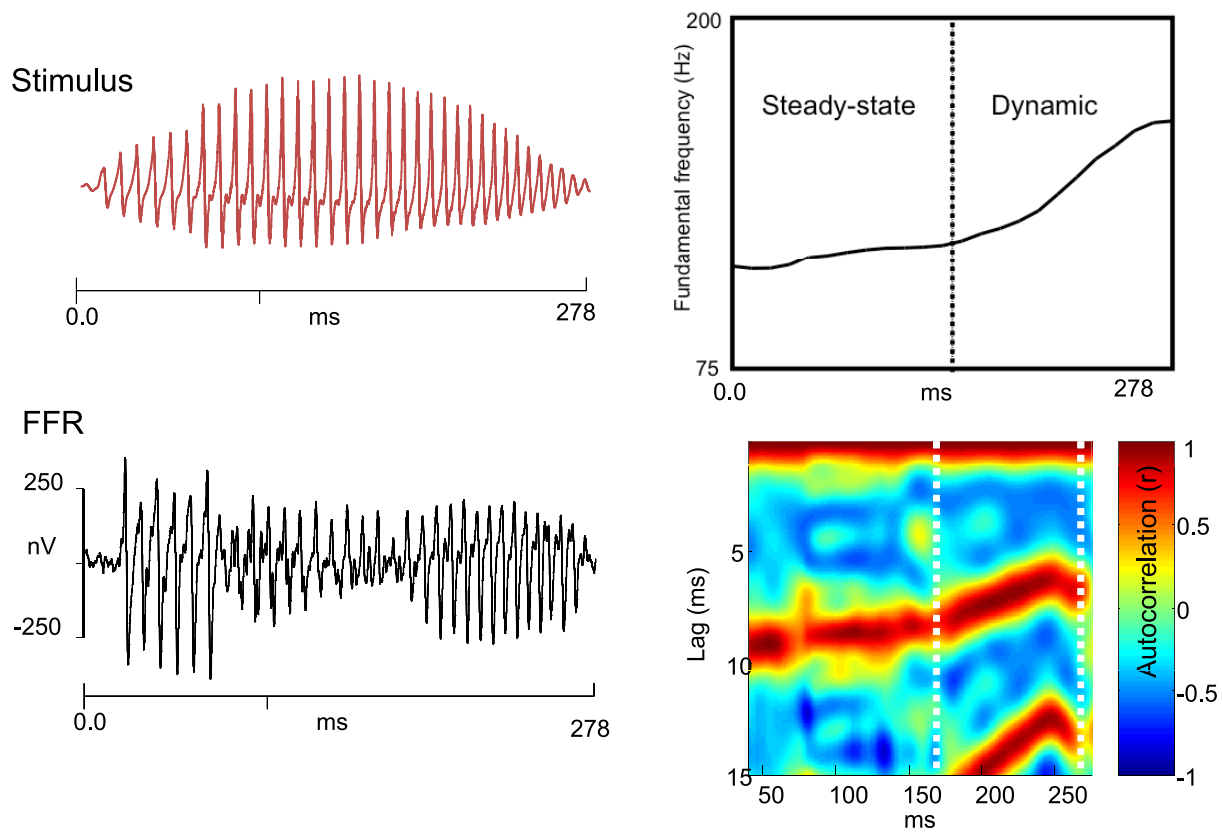 Stimulus
0.0
ms
278
200
Fundamental frequency (Hz)
Steady-state
Dynamic
75
0.0
ms
278
FFR
250
nV
-250
0.0
ms
278
Lag (ms)
5
10
15
50
100
150
200
250
ms
Autocorrelation (r)
1
0.5
0
-0.5
-1